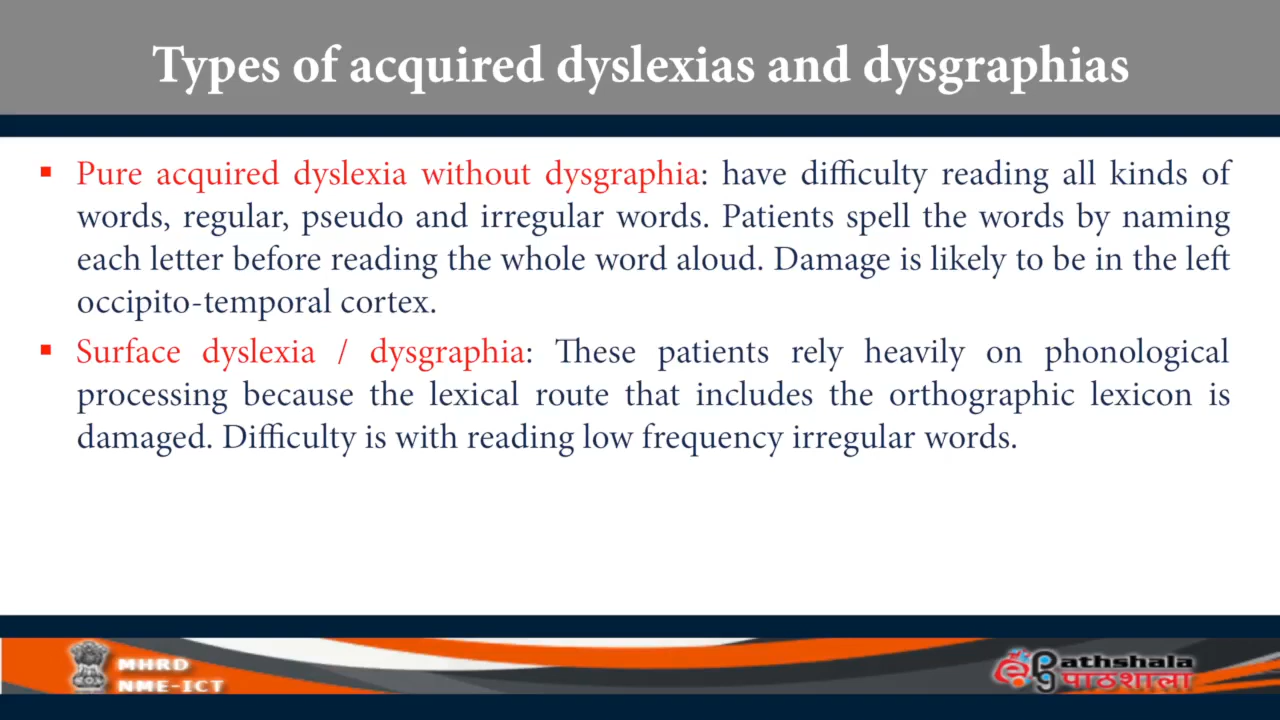 Types of acquired dyslexias and dysgraphias
▪ Pure acquired dyslexia without dysgraphia: have difficulty reading all kinds of
words, regular, pseudo and irregular words. Patients spell the words by naming
each letter before reading the whole word aloud. Damage is likely to be in the left
occipito-temporal cortex.
▪ Surface dyslexia / dysgraphia: These patients rely heavily on phonological
processing because the lexical route that includes the orthographic lexicon is
damaged. Difficulty is with reading low frequency irregular words.
MHRD
NME-ICT
athshala
पाठशाला